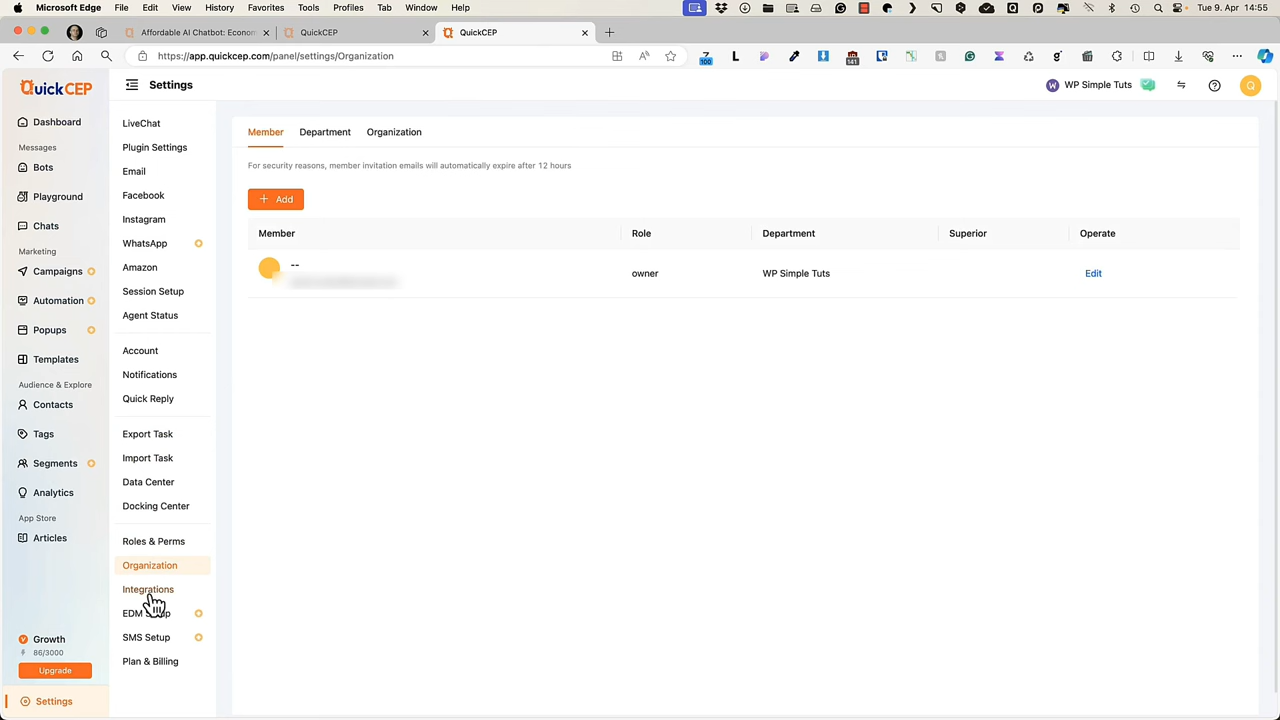 Microsoft Edge File Edit View History Favorites Tools Profiles Tab Window Help Tue 9. Apr 14:55
Affordable AI Chatbot: Econom
QuickCEP
QuickCEP
https://app.quickcep.com/panel/settings/Organization
100
141
QuickCEP
Settings
WP Simple Tuts
Q
Dashboard
Messages
Bots
Playground
Chats
Marketing
Campaigns
Automation
Popups
Templates
Audience & Explore
Contacts
Tags
Segments
Analytics
App Store
Articles
Growth
86/3000
Upgrade
Settings
LiveChat
Plugin Settings
Email
Facebook
Instagram
WhatsApp
Amazon
Session Setup
Agent Status
Account
Notifications
Quick Reply
Export Task
Import Task
Data Center
Docking Center
Roles & Perms
Organization
Integrations
EDM
SMS Setup
Plan & Billing
Member Department Organization
For security reasons, member invitation emails will automatically expire after 12 hours
+ Add
Member Role Department Superior Operate
--
owner WP Simple Tuts Edit